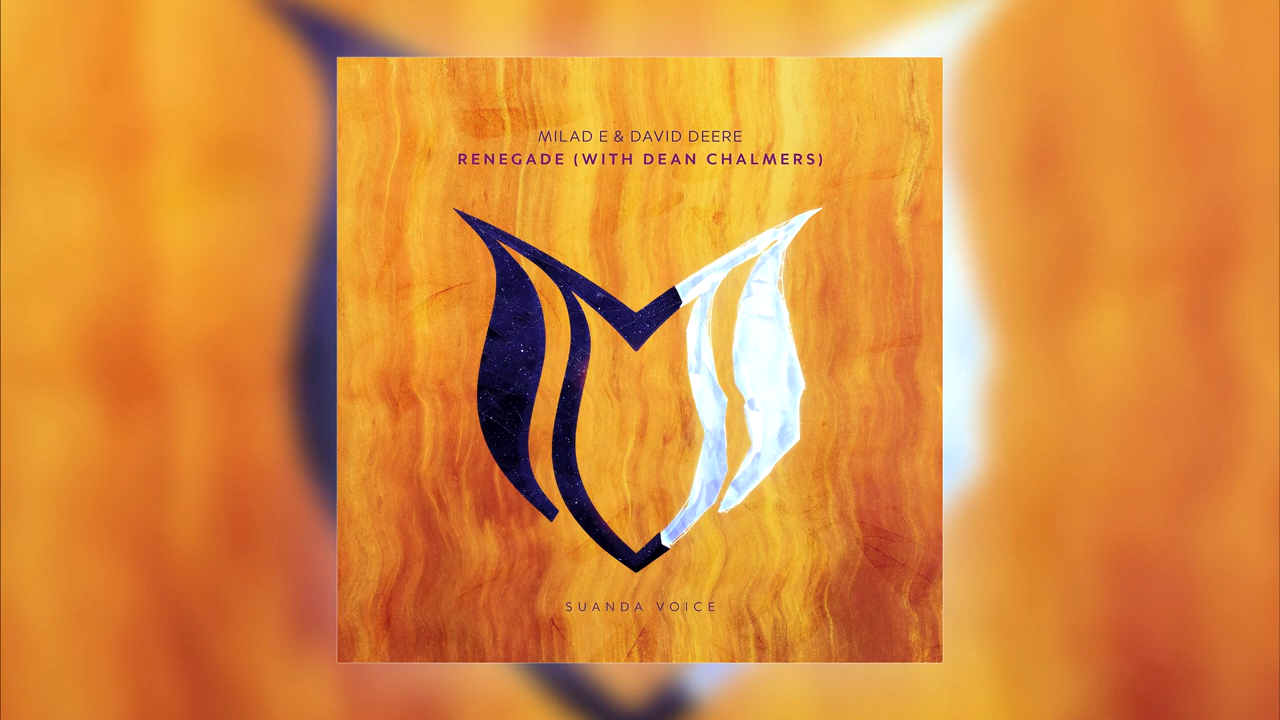 MILAD E & DAVID DEERE
RENEGADE (WITH DEAN CHALMERS)
SUANDA VOICE